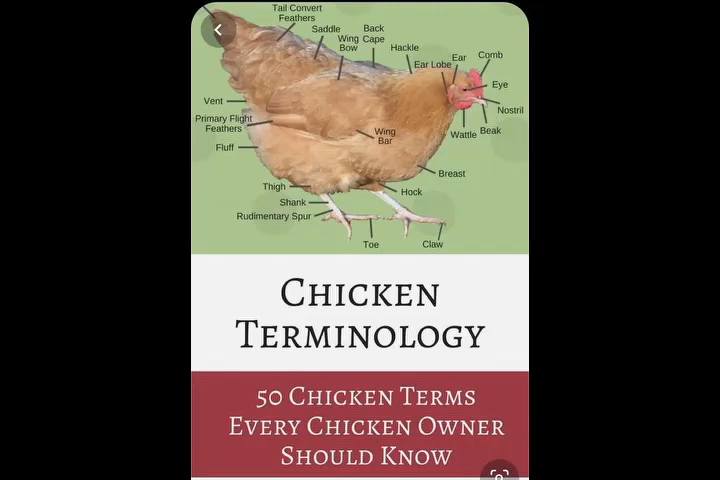 Tail Convert
Feathers
Saddle
Wing
Bow
Back
Cape
Hackle
Ear Lobe
Ear
Comb
Eye
Nostril
Beak
Wattle
Vent
Primary Flight
Feathers
Fluff
Wing
Bar
Breast
Thigh
Hock
Shank
Rudimentary Spur
Toe
Claw
Chicken
Terminology
50 Chicken Terms
Every Chicken Owner
Should Know